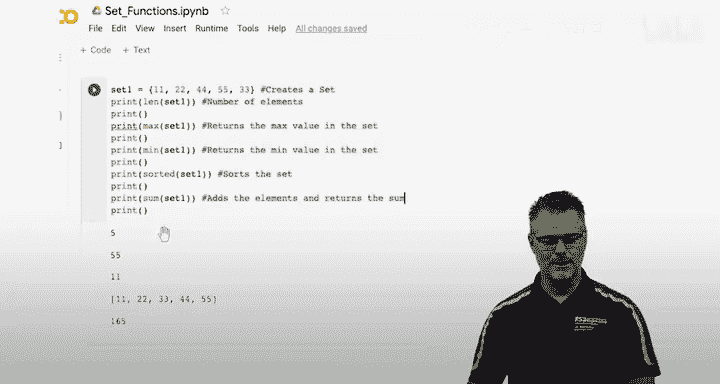 Set_Functions.ipynb
File Edit View Insert Runtime Tools Help All changes saved
+ Code + Text
set1 = {11, 22, 44, 55, 33} #Creates a Set
print(len(set1)) #Number of elements
print()
print(max(set1)) #Returns the max value in the set
print()
print(min(set1)) #Returns the min value in the set
print()
print(sorted(set1)) #Sorts the set
print()
print(sum(set1)) #Adds the elements and returns the sum
print()
5
55
11
[11, 22, 33, 44, 55]
165